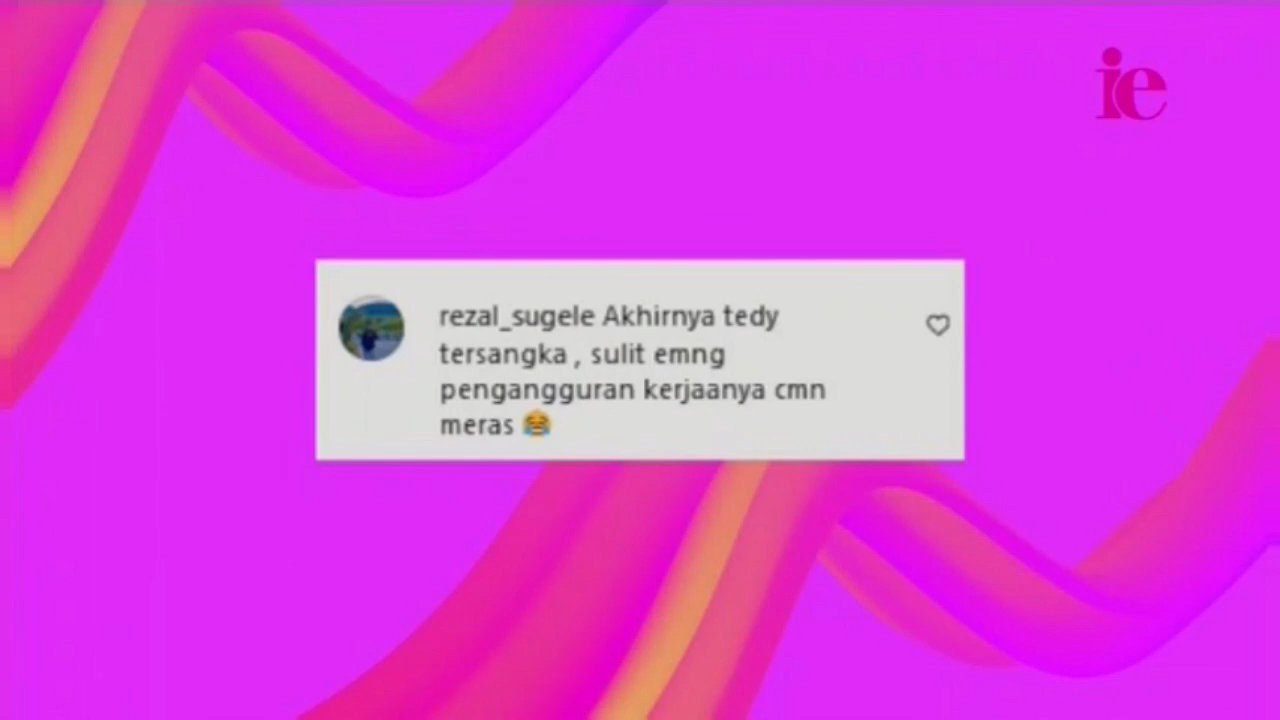 ie
rezal_sugele Akhirnya tedy
tersangka , sulit emng
pengangguran kerjaanya cmn
meras 😂